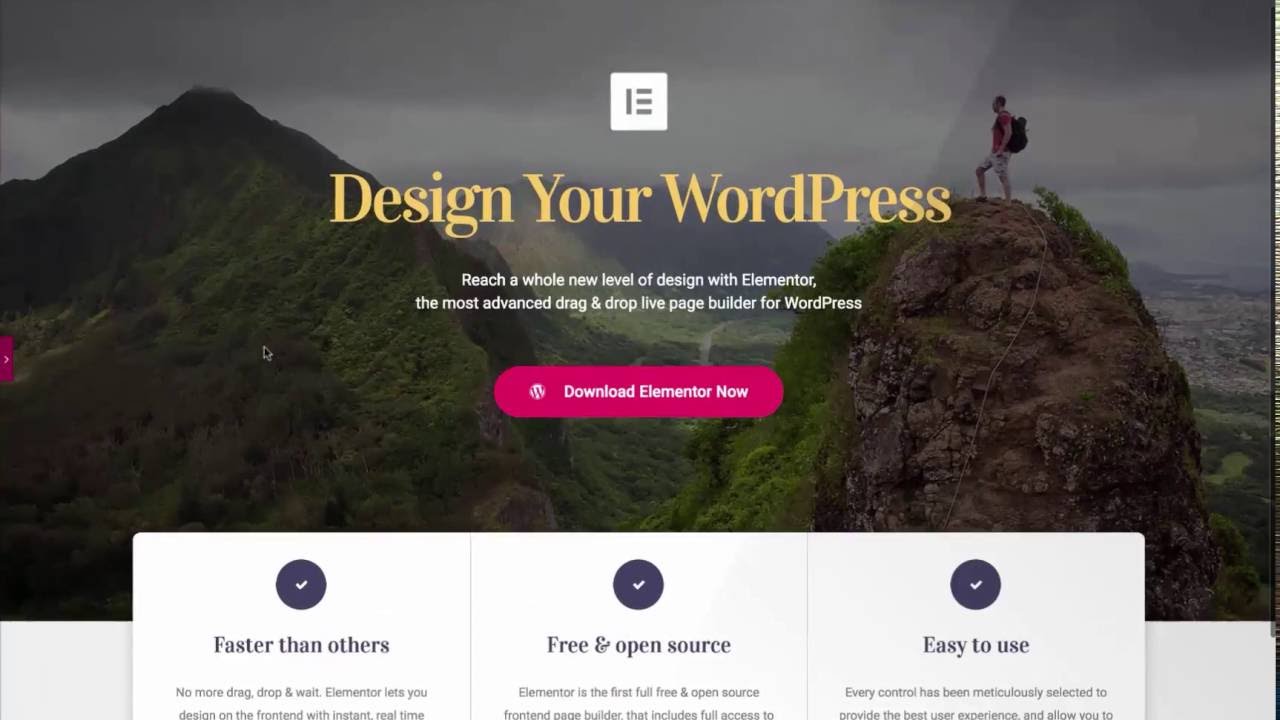 Design Your WordPress
Reach a whole new level of design with Elementor,
the most advanced drag & drop live page builder for WordPress
Download Elementor Now
Faster than others
No more drag, drop & wait. Elementor lets you
design on the frontend with instant, real time
Free & open source
Elementor is the first full free & open source
frontend page builder, that includes full access to
Easy to use
Every control has been meticulously selected to
provide the best user experience, and allow you to